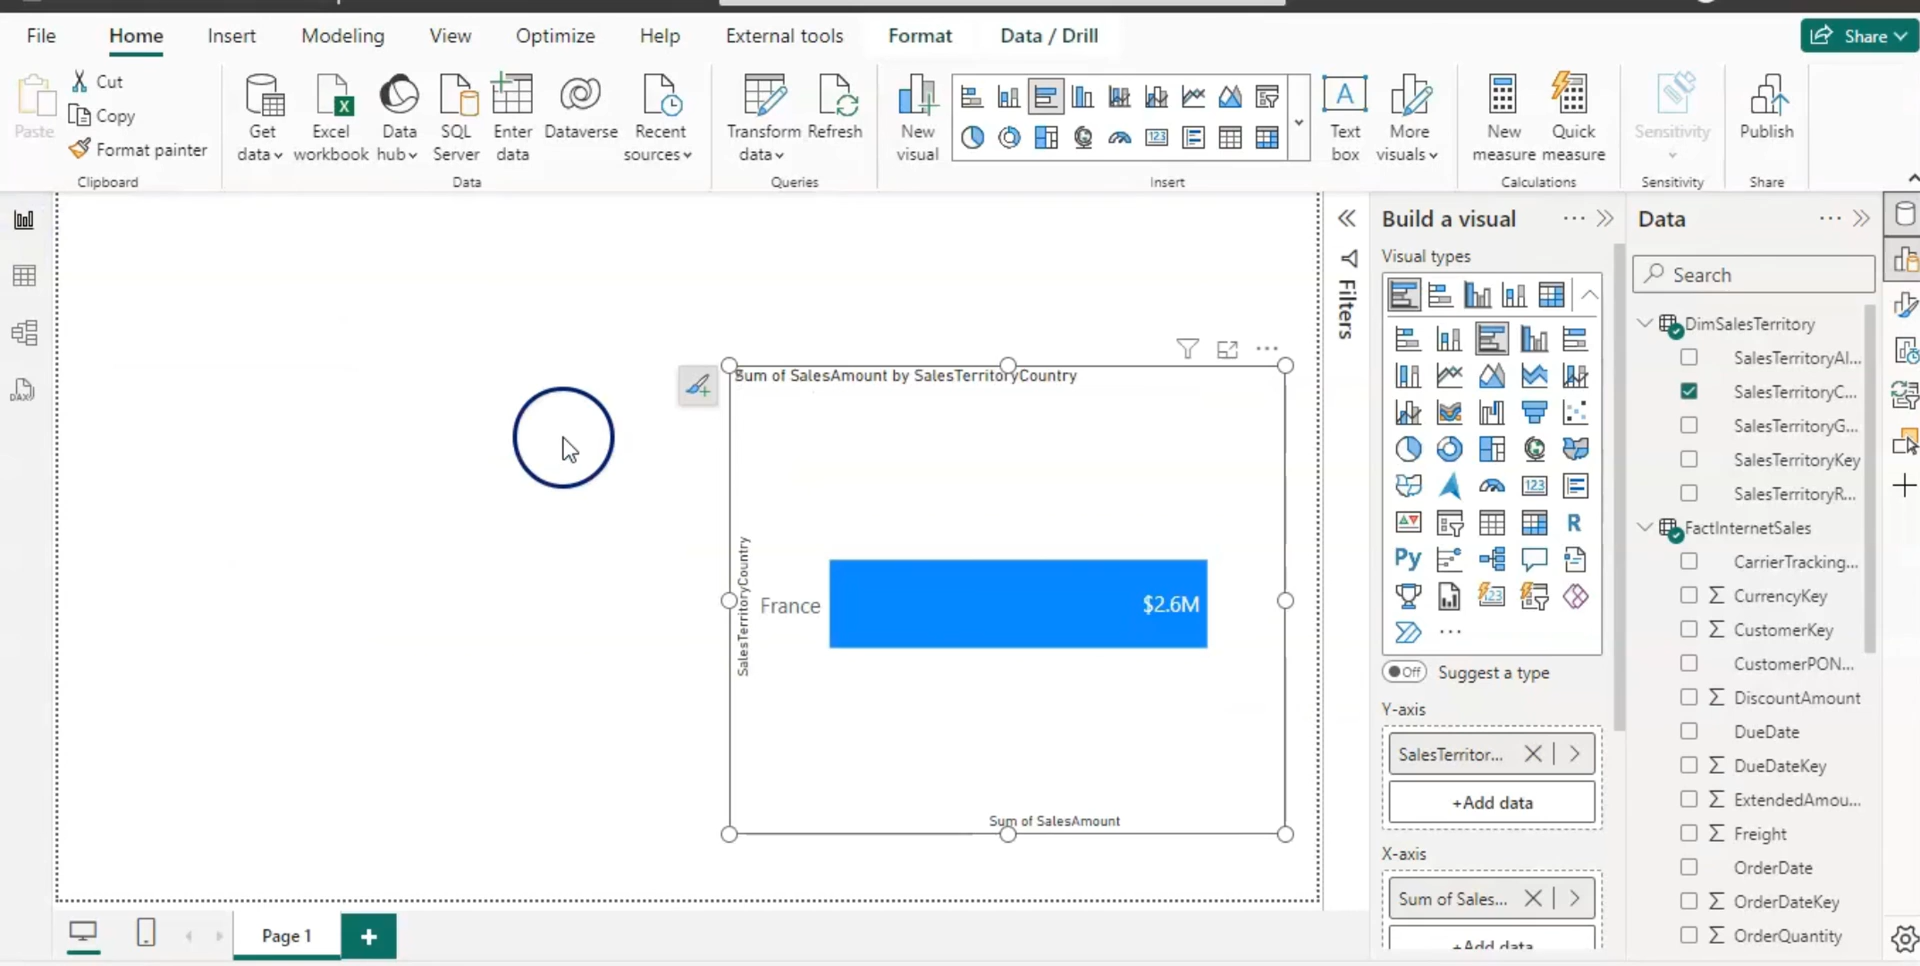 File
Home
Insert
Modeling
View
Optimize
Help
External tools
Format
Data / Drill
Share
Paste
Cut
Copy
Format painter
Clipboard
Get
data
Excel
workbook
Data
hub
SQL
Server
Enter
data
Dataverse
Recent
sources
Data
Transform
data
Refresh
Queries
New
visual
A
Text
box
More
visuals
Insert
New
measure
Quick
measure
Calculations
Sensitivity
Sensitivity
Publish
Share
123
DAX
Sum of SalesAmount by SalesTerritoryCountry
SalesTerritoryCountry
France
$2.6M
Sum of SalesAmount
Filters
Build a visual
Visual types
123
R
Py
123
Off
Suggest a type
Y-axis
SalesTerritor...
+Add data
X-axis
Sum of Sales...
+Add data
Data
Search
DimSalesTerritory
SalesTerritoryAl...
SalesTerritoryC...
SalesTerritoryG...
SalesTerritoryKey
SalesTerritoryR...
FactInternetSales
CarrierTracking...
CurrencyKey
CustomerKey
CustomerPON...
DiscountAmount
DueDate
DueDateKey
ExtendedAmou...
Freight
OrderDate
OrderDateKey
OrderQuantity
Page 1